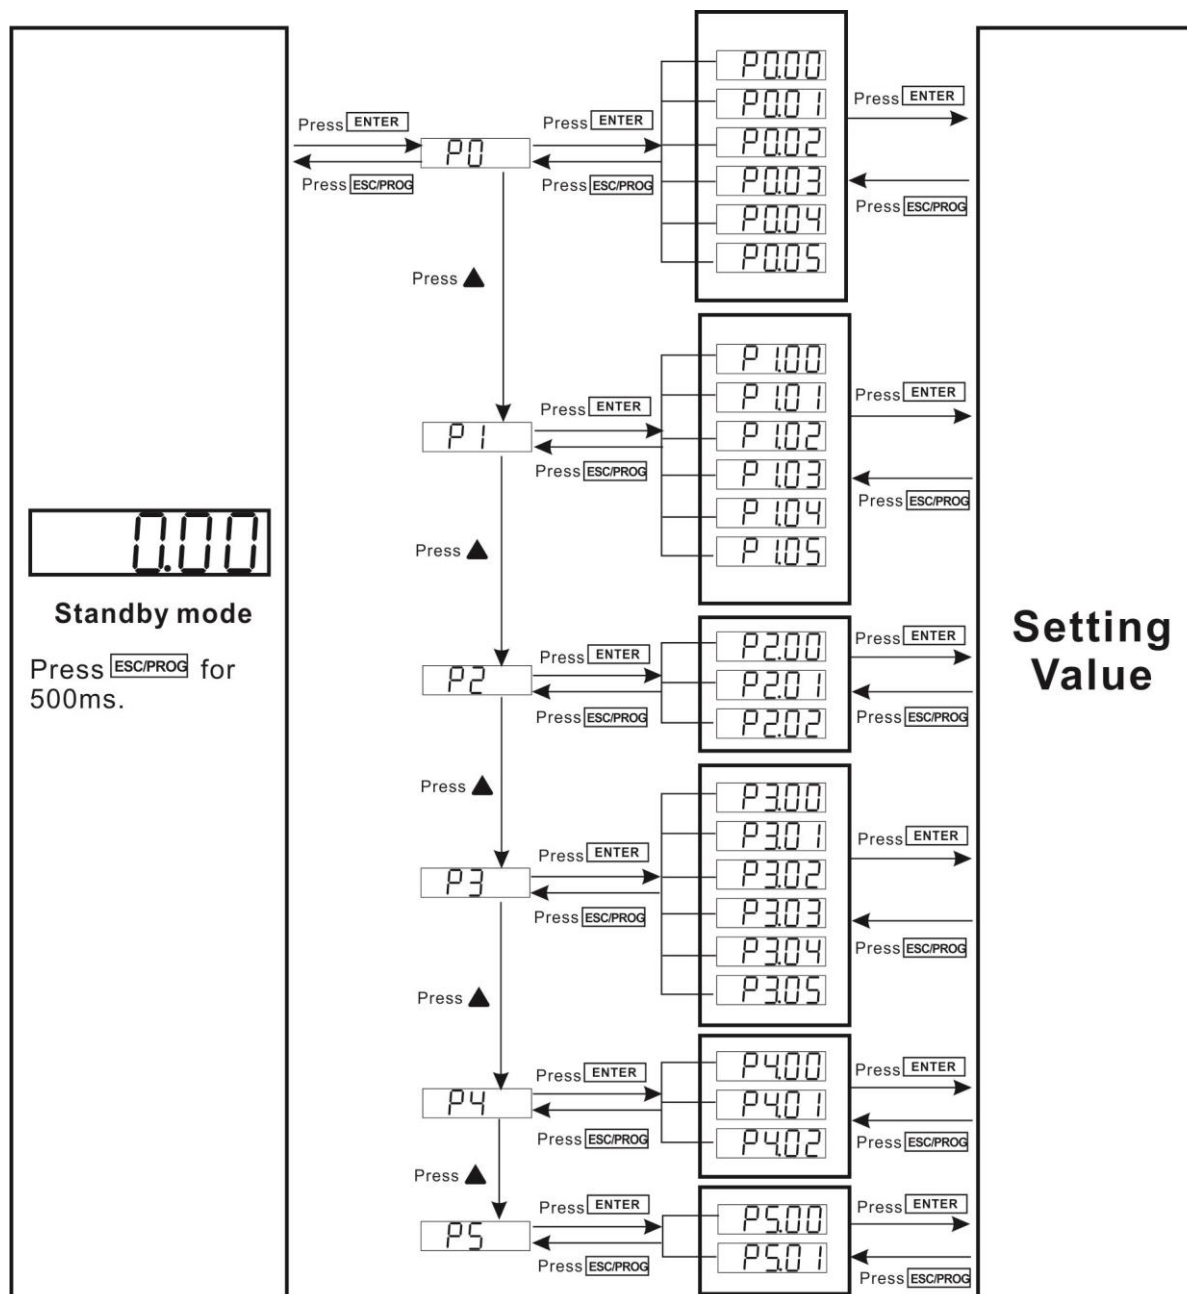 0.00
Standby mode
Press ESC/PROG for
500ms.
Press ENTER
Press ESC/PROG
P0
Press ENTER
Press ESC/PROG
P0.00
P0.01
P0.02
P0.03
P0.04
P0.05
Press ENTER
Press ESC/PROG
Press ▲
P1
Press ENTER
Press ESC/PROG
P1.00
P1.01
P1.02
P1.03
P1.04
P1.05
Press ENTER
Press ESC/PROG
Press ▲
P2
Press ENTER
Press ESC/PROG
P2.00
P2.01
P2.02
Press ENTER
Press ESC/PROG
Press ▲
P3
Press ENTER
Press ESC/PROG
P3.00
P3.01
P3.02
P3.03
P3.04
P3.05
Press ENTER
Press ESC/PROG
Press ▲
P4
Press ENTER
Press ESC/PROG
P4.00
P4.01
P4.02
Press ENTER
Press ESC/PROG
Press ▲
P5
Press ENTER
Press ESC/PROG
P5.00
P5.01
Press ENTER
Press ESC/PROG
Setting
Value